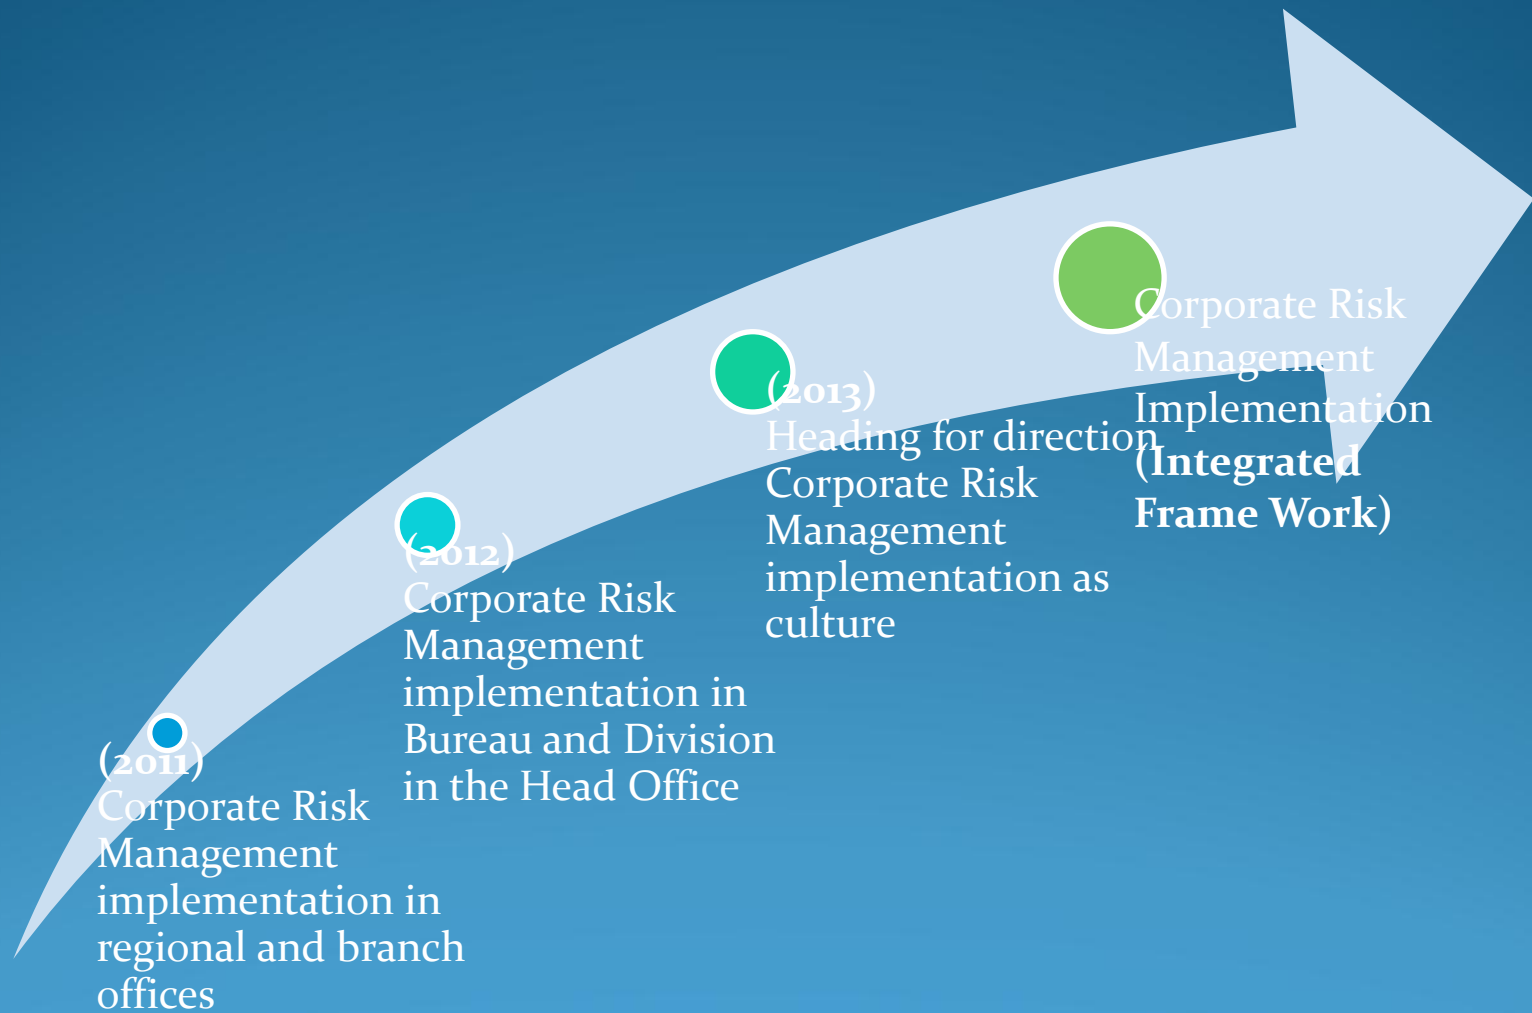 (2011)
Corporate Risk
Management
implementation in
regional and branch
offices
(2012)
Corporate Risk
Management
implementation in
Bureau and Division
in the Head Office
(2013)
Heading for direction
Corporate Risk
Management
implementation as
culture
Corporate Risk
Management
Implementation
(Integrated
Frame Work)